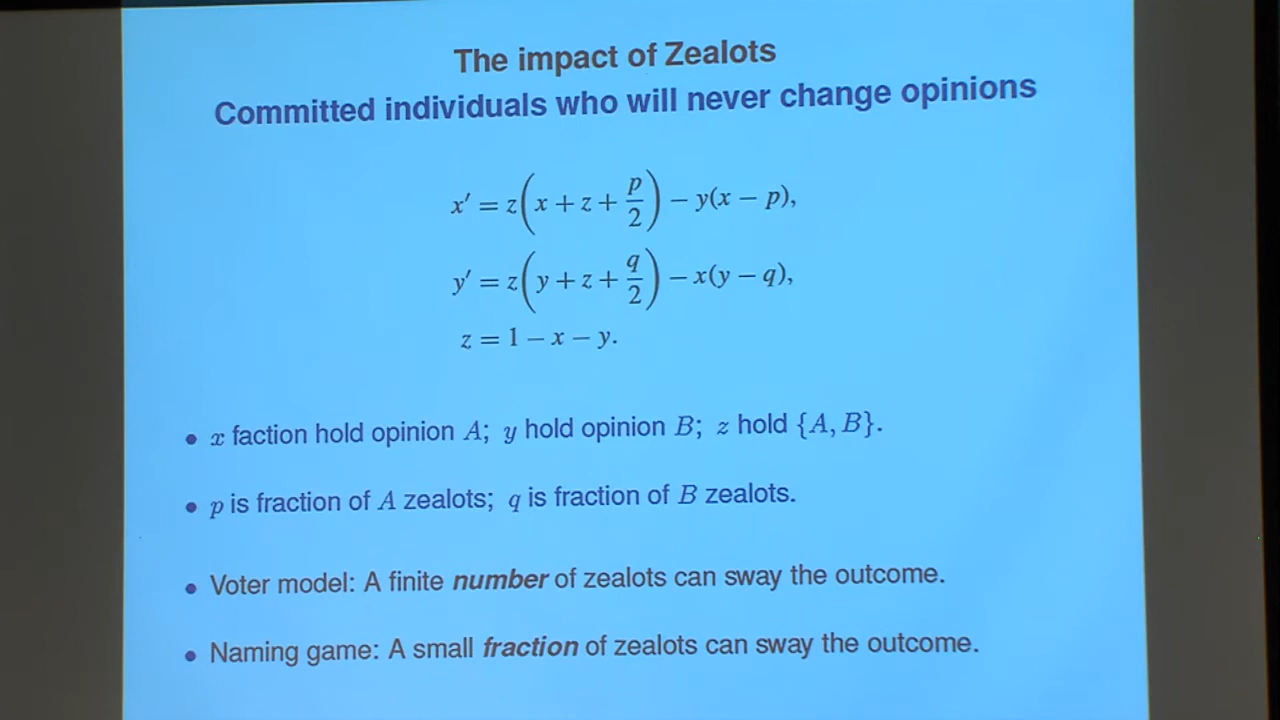 The impact of Zealots
Committed individuals who will never change opinions
x′ = z(x + z + p/2) − y(x − p),
y′ = z(y + z + q/2) − x(y − q),
z = 1 − x − y.
• x faction hold opinion A; y hold opinion B; z hold {A, B}.
• p is fraction of A zealots; q is fraction of B zealots.
• Voter model: A finite number of zealots can sway the outcome.
• Naming game: A small fraction of zealots can sway the outcome.